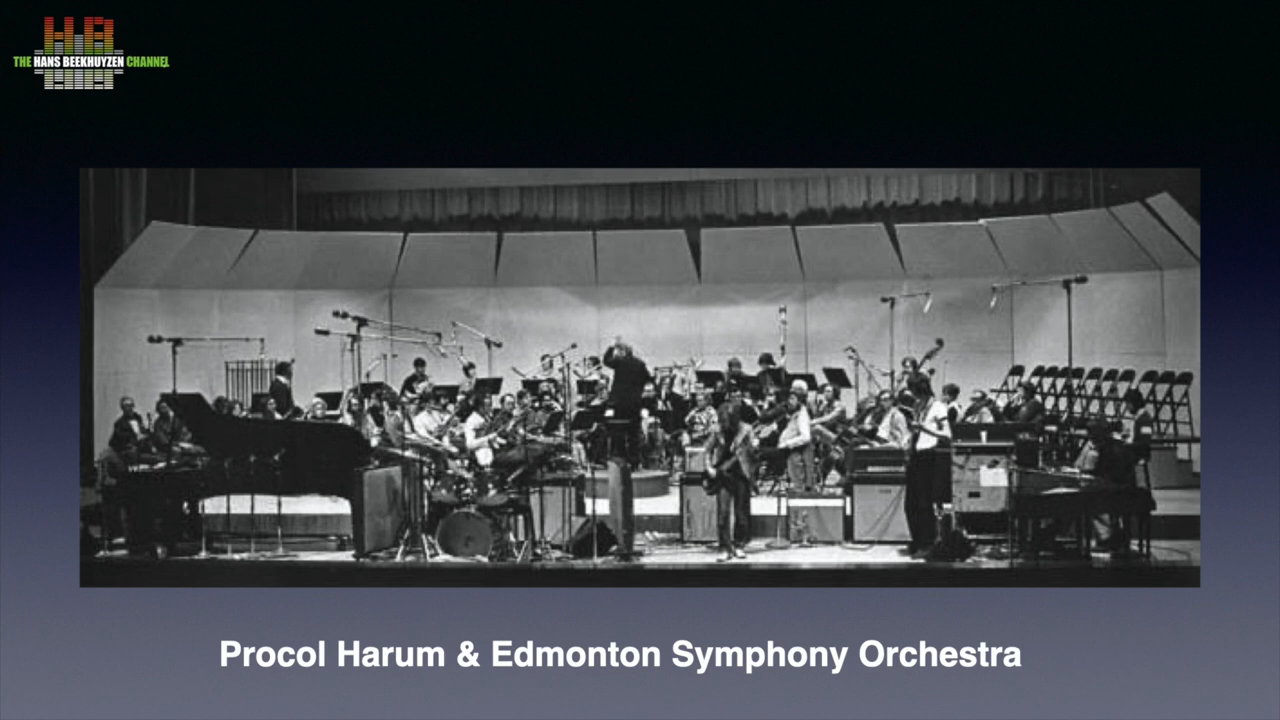 THE HANS BEEKHUYZEN CHANNEL
Procol Harum & Edmonton Symphony Orchestra